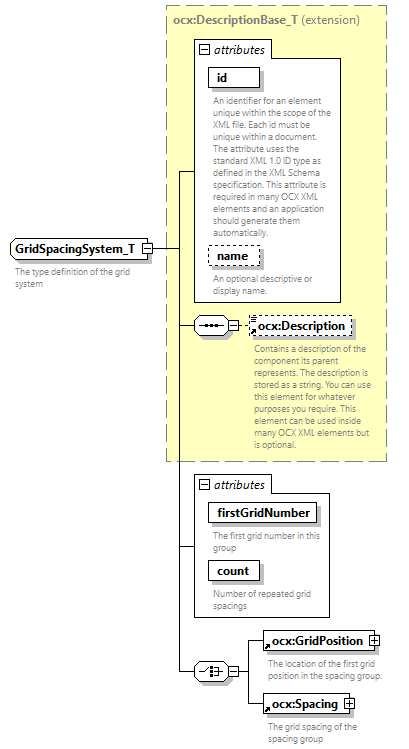 ocx:DescriptionBase_T (extension)
attributes
id
An identifier for an element
unique within the scope of the
XML file. Each id must be
unique within a document.
The attribute uses the
standard XML 1.0 ID type as
defined in the XML Schema
specification. This attribute is
required in many OCX XML
elements and an application
should generate them
automatically.
name
An optional descriptive or
display name.
GridSpacingSystem_T
The type definition of the grid
system
ocx:Description
Contains a description of the
component its parent
represents. The description is
stored as a string. You can use
this element for whatever
purposes you require. This
element can be used inside
many OCX XML elements but
is optional.
attributes
firstGridNumber
The first grid number in this
group
count
Number of repeated grid
spacings
ocx:GridPosition
The location of the first grid
position in the spacing group.
ocx:Spacing
The grid spacing of the
spacing group